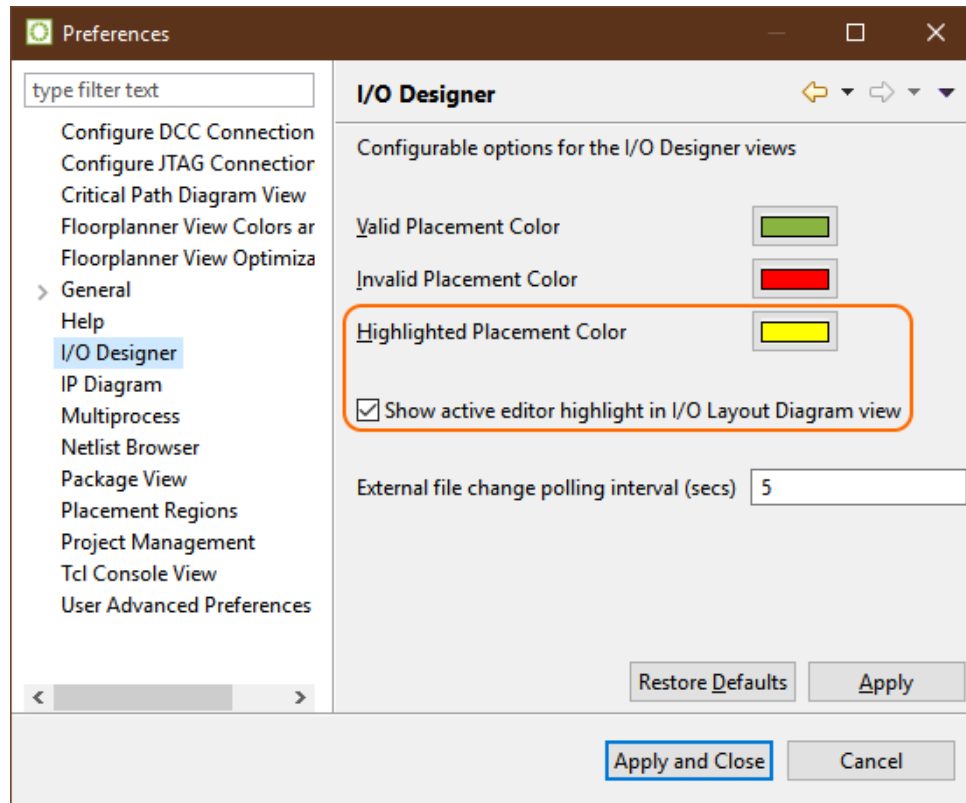 Preferences
type filter text
Configure DCC Connection
Configure JTAG Connection
Critical Path Diagram View
Floorplanner View Colors ar
Floorplanner View Optimiza
General
Help
I/O Designer
IP Diagram
Multiprocess
Netlist Browser
Package View
Placement Regions
Project Management
Tcl Console View
User Advanced Preferences
I/O Designer
Configurable options for the I/O Designer views
Valid Placement Color
Invalid Placement Color
Highlighted Placement Color
Show active editor highlight in I/O Layout Diagram view
External file change polling interval (secs) 5
Restore Defaults Apply
Apply and Close Cancel